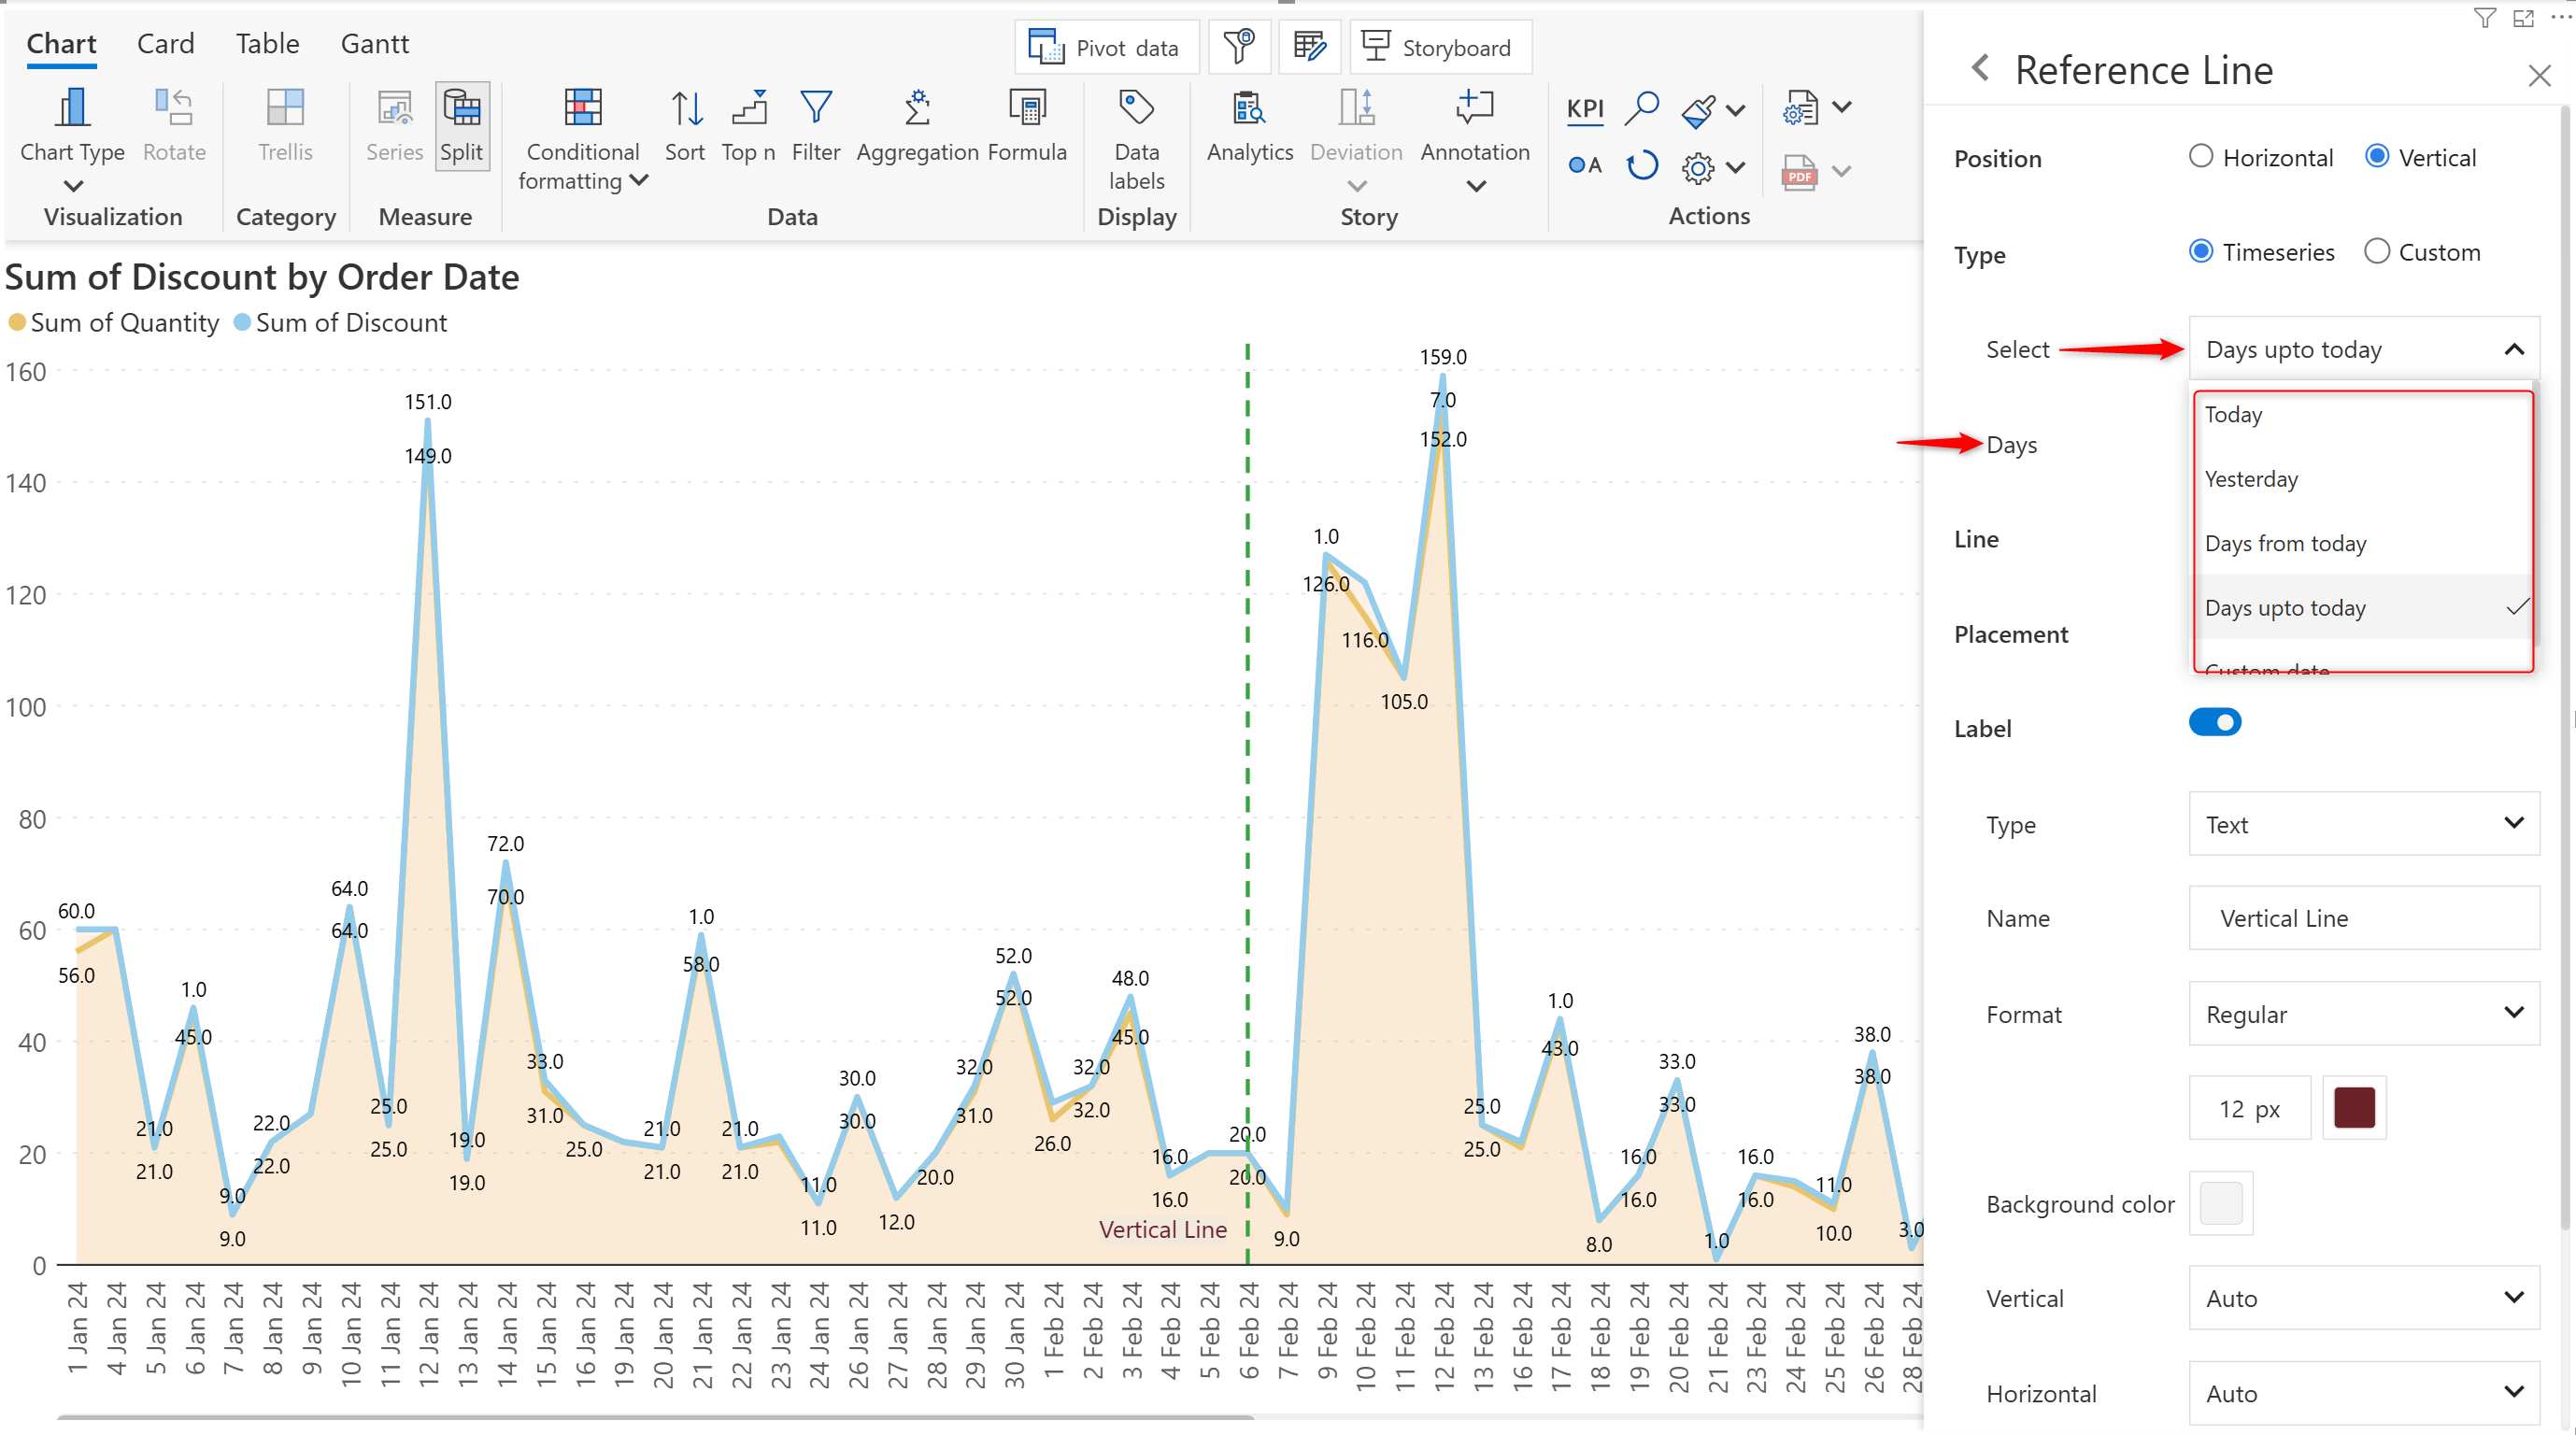 Chart Card Table Gantt
Pivot data
Storyboard
Chart Type Rotate
Visualization
Trellis
Category
Series Split
Measure
Conditional
formatting
Sort Top n Filter Aggregation Formula
Data
Data
labels
Display
Analytics Deviation Annotation
Story
KPI
A
PDF
Actions
Sum of Discount by Order Date
Sum of Quantity Sum of Discount
160
140
120
100
80
60
40
20
0
60.0
56.0
21.0
21.0
1.0
45.0
9.0
9.0
22.0
22.0
64.0
64.0
25.0
25.0
151.0
149.0
19.0
19.0
72.0
70.0
33.0
31.0
25.0
21.0
21.0
1.0
58.0
21.0
21.0
11.0
11.0
30.0
30.0
12.0
20.0
32.0
31.0
52.0
52.0
26.0
32.0
32.0
48.0
45.0
16.0
16.0
20.0
20.0
Vertical Line
9.0
1.0
126.0
116.0
105.0
159.0
7.0
152.0
25.0
25.0
1.0
43.0
8.0
16.0
16.0
33.0
33.0
1.0
16.0
16.0
11.0
10.0
38.0
38.0
3.0
1 Jan 24
4 Jan 24
5 Jan 24
6 Jan 24
7 Jan 24
8 Jan 24
9 Jan 24
10 Jan 24
11 Jan 24
12 Jan 24
13 Jan 24
14 Jan 24
15 Jan 24
16 Jan 24
19 Jan 24
20 Jan 24
21 Jan 24
22 Jan 24
23 Jan 24
24 Jan 24
26 Jan 24
27 Jan 24
28 Jan 24
29 Jan 24
30 Jan 24
1 Feb 24
2 Feb 24
3 Feb 24
4 Feb 24
5 Feb 24
6 Feb 24
7 Feb 24
9 Feb 24
10 Feb 24
11 Feb 24
12 Feb 24
13 Feb 24
16 Feb 24
17 Feb 24
18 Feb 24
19 Feb 24
20 Feb 24
21 Feb 24
23 Feb 24
24 Feb 24
25 Feb 24
26 Feb 24
28 Feb 24
Reference Line
Position Horizontal Vertical
Type Timeseries Custom
Select Days upto today
Today
Days
Yesterday
Line
Days from today
Days upto today
Placement
Custom date
Label
Type Text
Name Vertical Line
Format Regular
12 px
Background color
Vertical Auto
Horizontal Auto